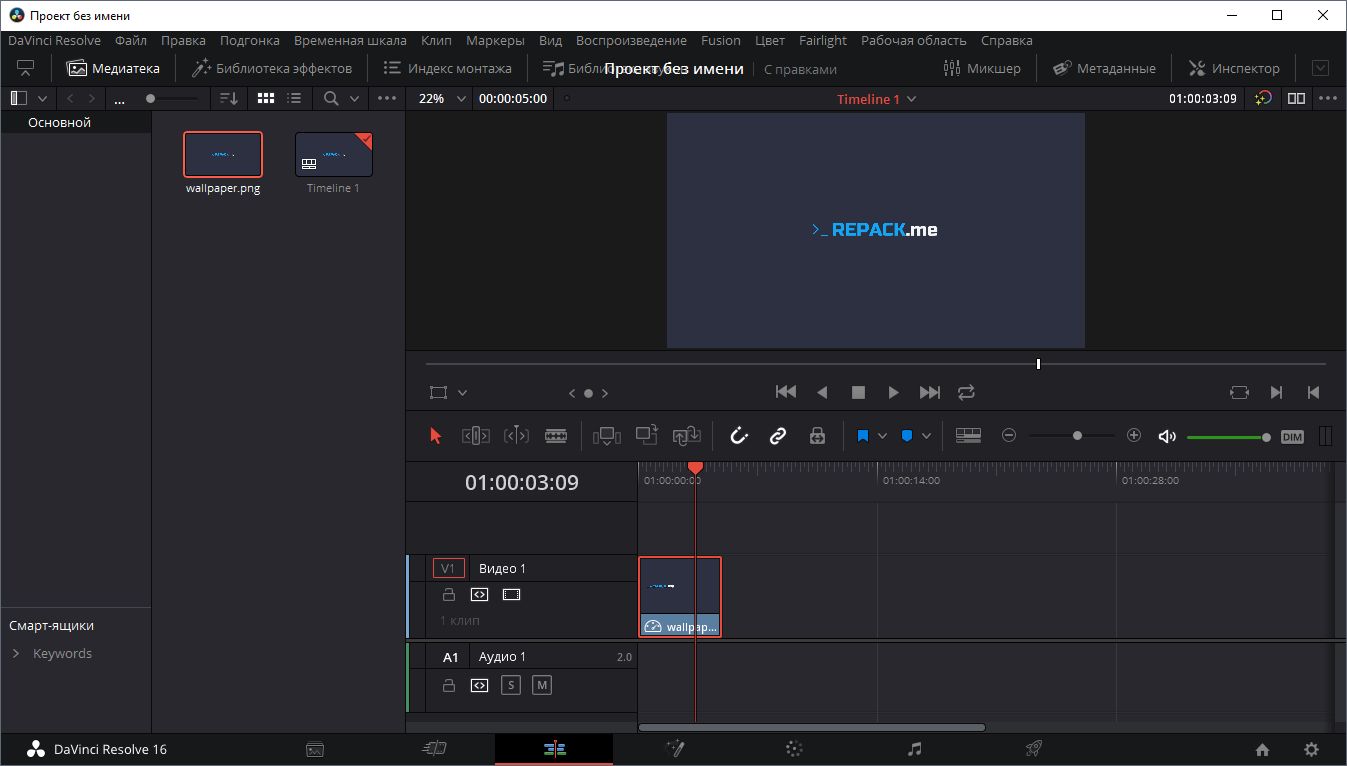 Проект без имени
DaVinci Resolve Файл Правка Подгонка Временная шкала Клип Маркеры Вид Воспроизведение Fusion Цвет Fairlight Рабочая область Справка
Медиатека Библиотека эффектов Индекс монтажа Проект без имени С правками Микшер Метаданные Инспектор
... 22% 00:00:05:00 Timeline 1 01:00:03:09
Основной
wallpaper.png Timeline 1
>_ REPACK.me
DIM
01:00:03:09 01:00:00:00 01:00:14:00 01:00:28:00
V1 Видео 1
1 клип
wallpap...
Смарт-ящики
A1 Аудио 1 2.0
Keywords
S M
DaVinci Resolve 16